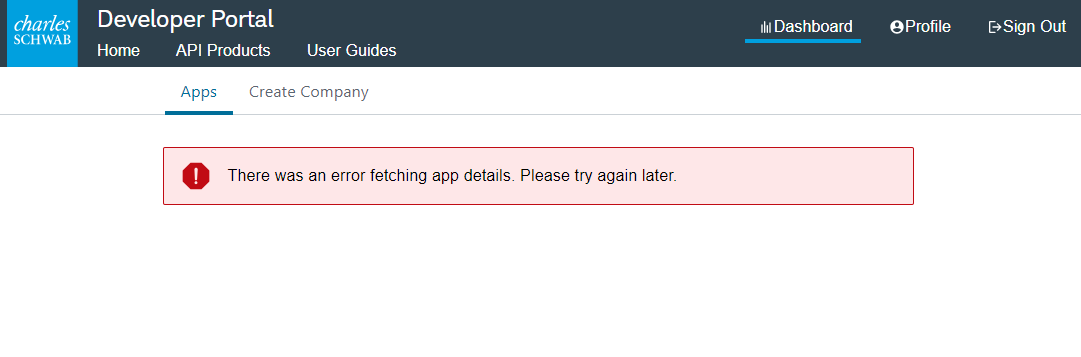 charles
SCHWAB
Developer Portal
Home API Products User Guides
Dashboard Profile Sign Out
Apps Create Company
There was an error fetching app details. Please try again later.